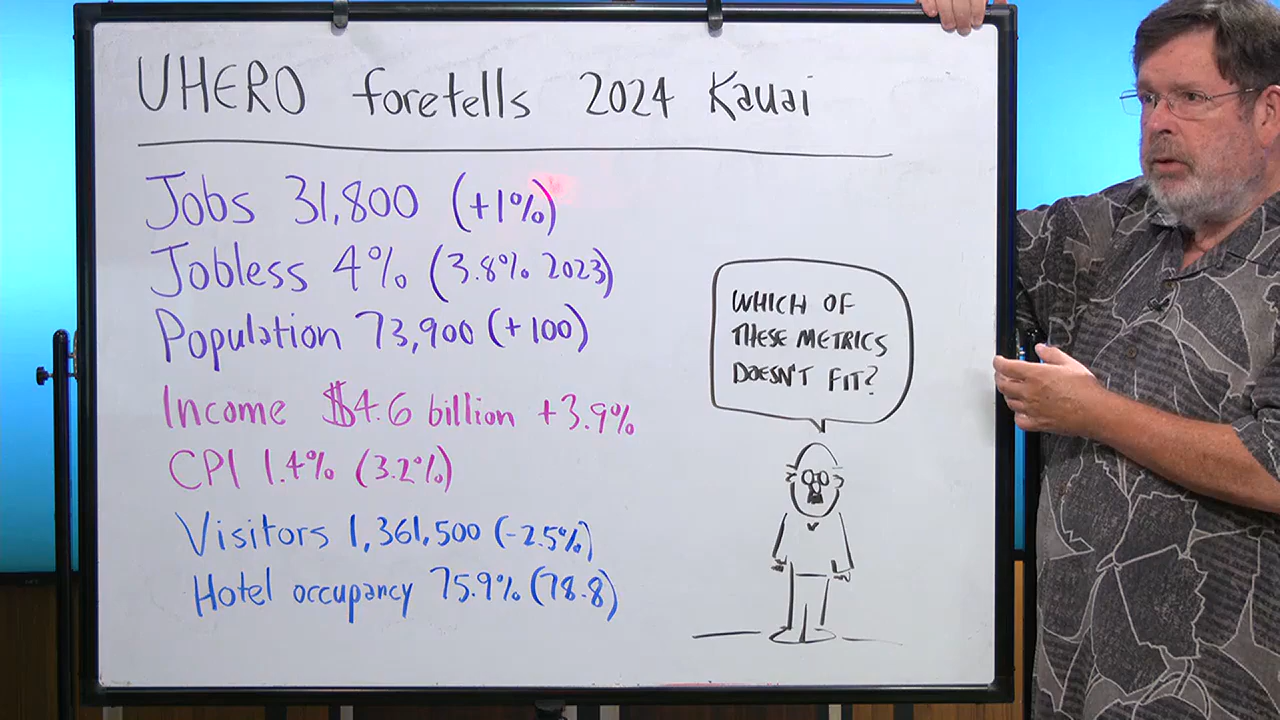 UHERO foretells 2024 Kauai
Jobs 31,800 (+1%)
Jobless 4% (3.8% 2023)
Population 73,900 (+100)
Income $4.6 billion +3.9%
CPI 1.4% (3.2%)
Visitors 1,361,500 (-2.5%)
Hotel occupancy 75.9% (78.8)
WHICH OF
THESE METRICS
DOESN'T FIT?